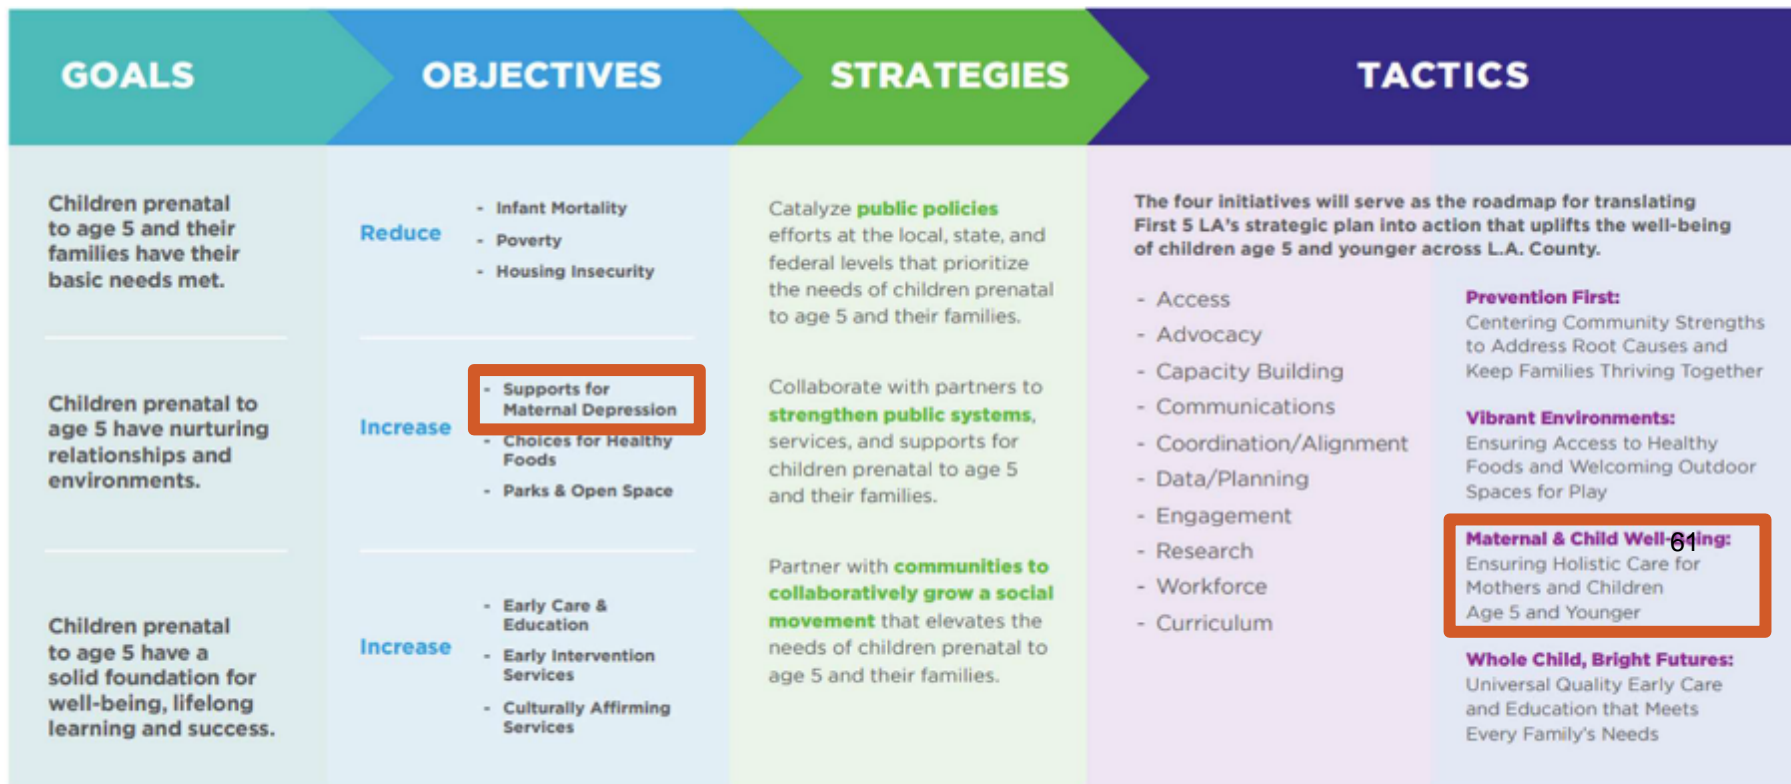 GOALS
OBJECTIVES
STRATEGIES
TACTICS
Children prenatal
to age 5 and their
families have their
basic needs met.
Children prenatal to
age 5 have nurturing
relationships and
environments.
Children prenatal
to age 5 have a
solid foundation for
well-being, lifelong
learning and success.
Reduce
- Infant Mortality
- Poverty
- Housing Insecurity
Increase
- Supports for
Maternal Depression
- Choices for Healthy
Foods
- Parks & Open Space
Increase
- Early Care &
Education
- Early Intervention
Services
- Culturally Affirming
Services
Catalyze public policies
efforts at the local, state, and
federal levels that prioritize
the needs of children prenatal
to age 5 and their families.
Collaborate with partners to
strengthen public systems,
services, and supports for
children prenatal to age 5
and their families.
Partner with communities to
collaboratively grow a social
movement that elevates the
needs of children prenatal to
age 5 and their families.
The four initiatives will serve as the roadmap for translating
First 5 LA's strategic plan into action that uplifts the well-being
of children age 5 and younger across L.A. County.
- Access
- Advocacy
- Capacity Building
- Communications
- Coordination/Alignment
- Data/Planning
- Engagement
- Research
- Workforce
- Curriculum
Prevention First:
Centering Community Strengths
to Address Root Causes and
Keep Families Thriving Together
Vibrant Environments:
Ensuring Access to Healthy
Foods and Welcoming Outdoor
Spaces for Play
Maternal & Child Well-Being:
61
Ensuring Holistic Care for
Mothers and Children
Age 5 and Younger
Whole Child, Bright Futures:
Universal Quality Early Care
and Education that Meets
Every Family's Needs